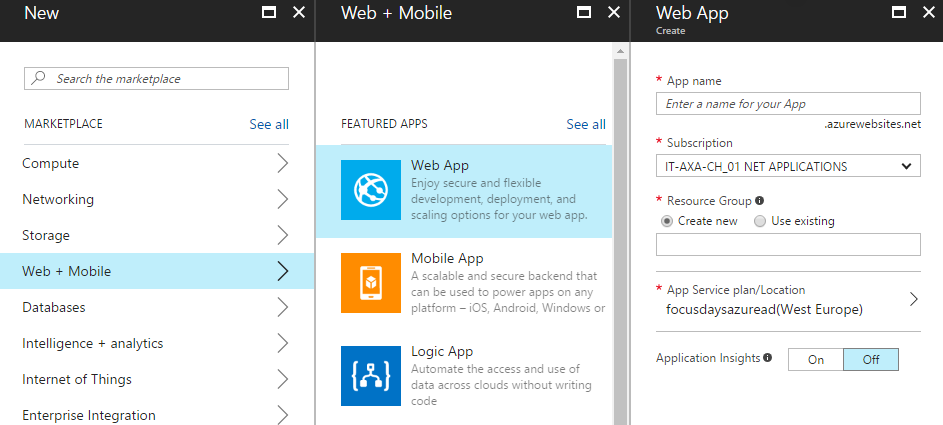 New
Search the marketplace
MARKETPLACE
See all
Compute
Networking
Storage
Web + Mobile
Databases
Intelligence + analytics
Internet of Things
Enterprise Integration
Web + Mobile
FEATURED APPS
See all
Web App
Enjoy secure and flexible
development, deployment, and
scaling options for your web app.
Mobile App
A scalable and secure backend that
can be used to power apps on any
platform – iOS, Android, Windows or
Logic App
Automate the access and use of
data across clouds without writing
code
Web App
Create
* App name
Enter a name for your App
.azurewebsites.net
* Subscription
IT-AXA-CH_01 NET APPLICATIONS
* Resource Group
Create new
Use existing
* App Service plan/Location
focusdaysazuread(West Europe)
Application Insights
On
Off